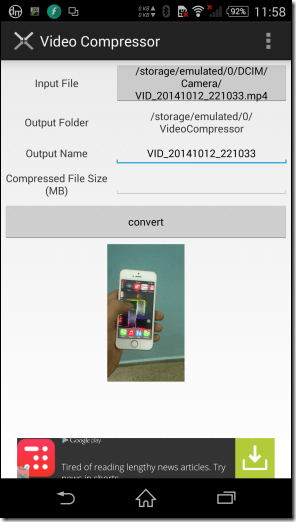 0 KB
0 KB
92%
11:58
Video Compressor
Input File
/storage/emulated/0/DCIM/
Camera/
VID_20141012_221033.mp4
Output Folder
/storage/emulated/0/
VideoCompressor
Output Name
VID_20141012_221033
Compressed File Size
(MB)
convert
Google play
Tired of reading lengthy news articles. Try
news in shorts